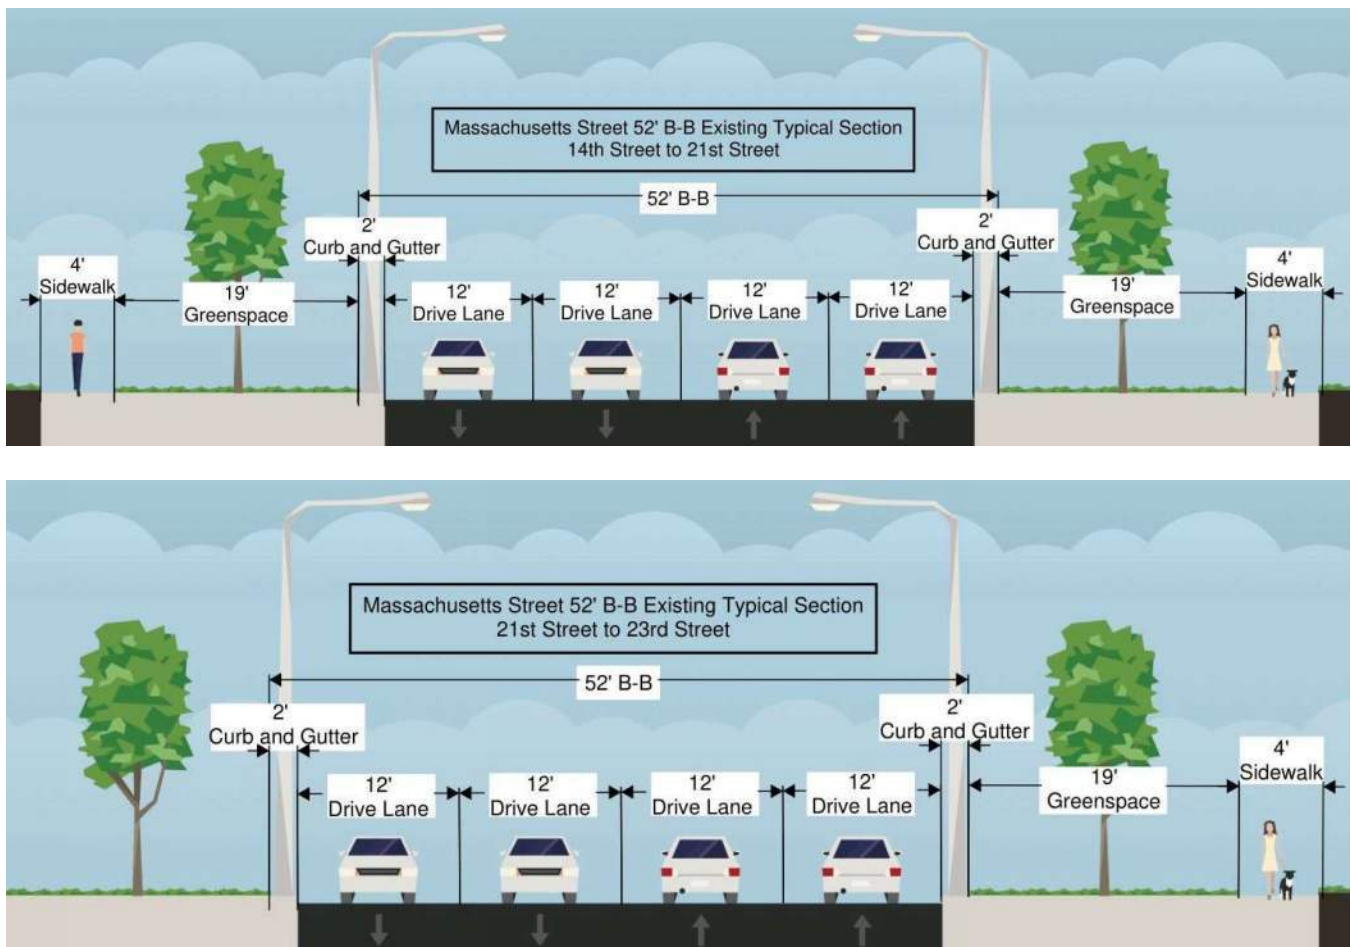 Massachusetts Street 52' B-B Existing Typical Section
14th Street to 21st Street
52' B-B
2'
Curb and Gutter
2'
Curb and Gutter
4'
Sidewalk
19'
Greenspace
12'
Drive Lane
12'
Drive Lane
12'
Drive Lane
12'
Drive Lane
19'
Greenspace
4'
Sidewalk
Massachusetts Street 52' B-B Existing Typical Section
21st Street to 23rd Street
52' B-B
2'
Curb and Gutter
2'
Curb and Gutter
12'
Drive Lane
12'
Drive Lane
12'
Drive Lane
12'
Drive Lane
19'
Greenspace
4'
Sidewalk